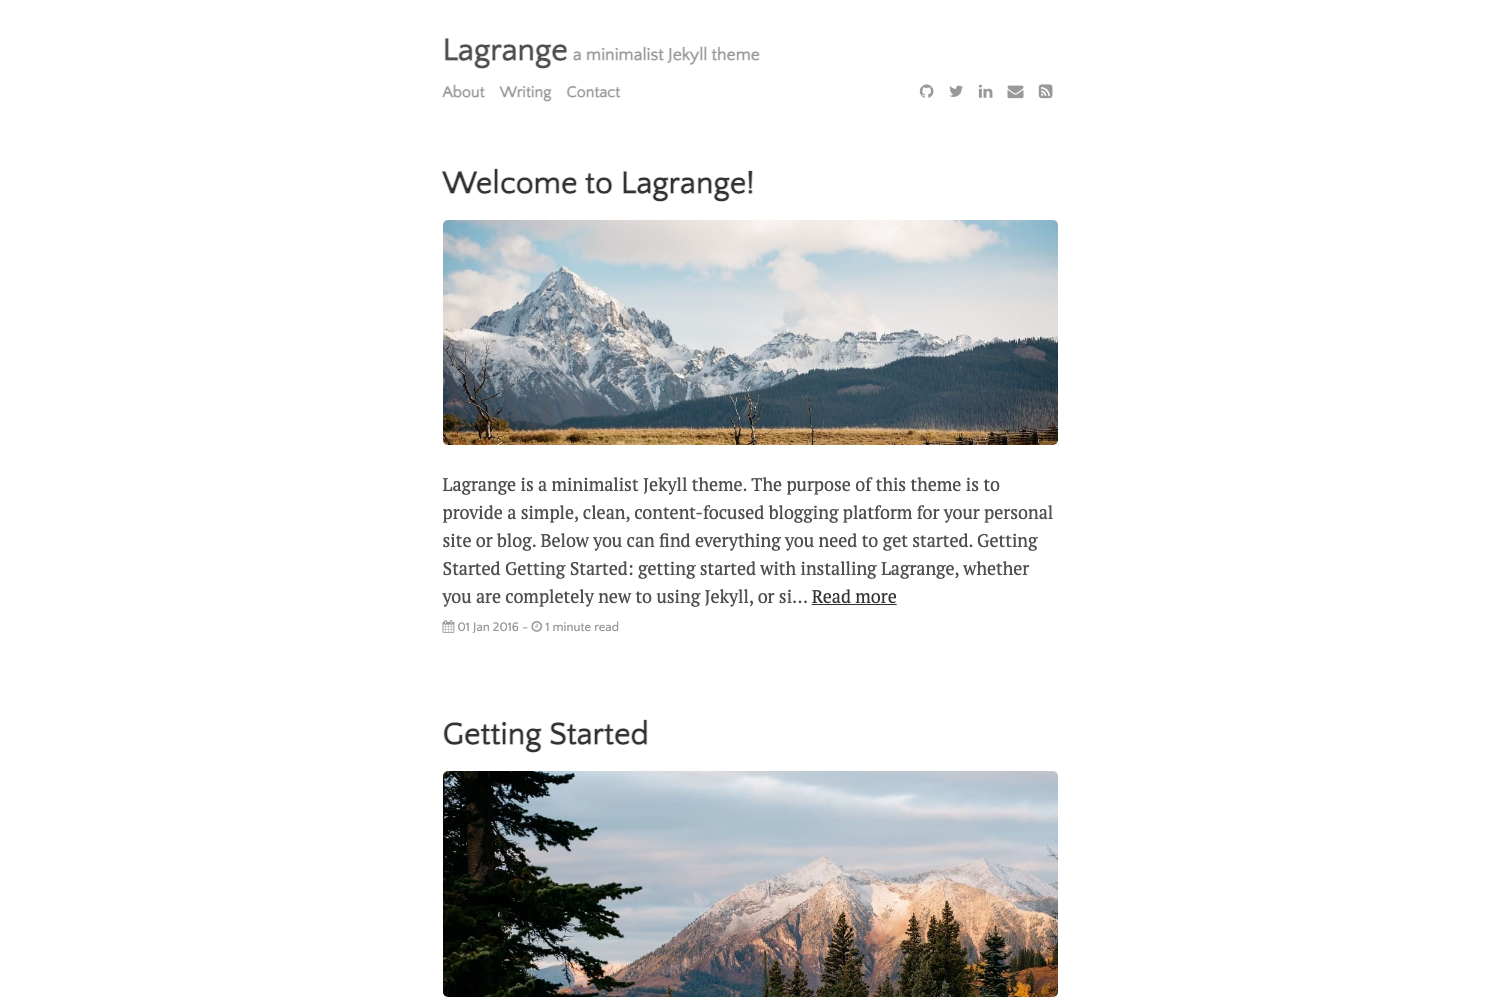 Lagrange a minimalist Jekyll theme
About Writing Contact
Welcome to Lagrange!
Lagrange is a minimalist Jekyll theme. The purpose of this theme is to
provide a simple, clean, content-focused blogging platform for your personal
site or blog. Below you can find everything you need to get started. Getting
Started Getting Started: getting started with installing Lagrange, whether
you are completely new to using Jekyll, or si... Read more
01 Jan 2016 - 1 minute read
Getting Started